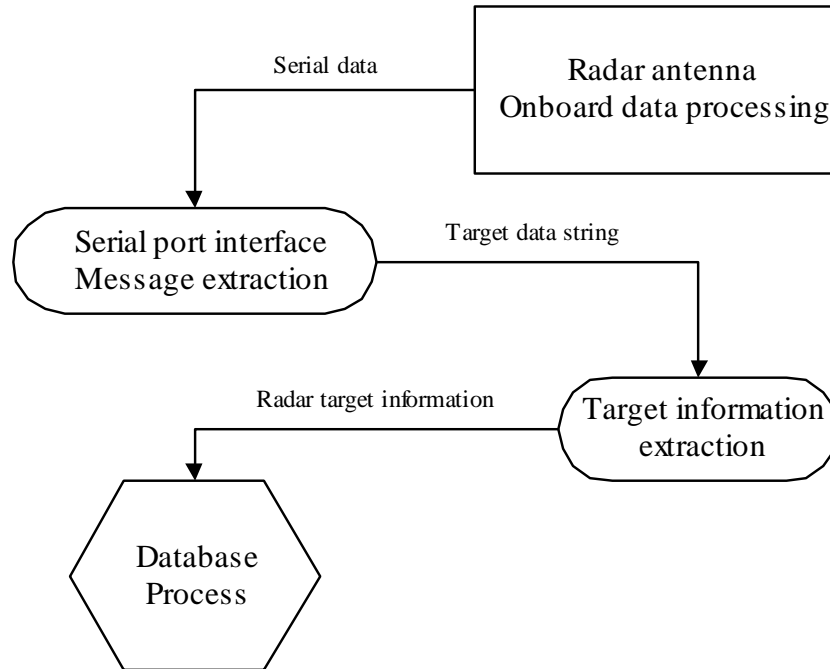 Serial data
Radar antenna
Onboard data processing
Serial port interface
Message extraction
Target data string
Radar target information
Target information
extraction
Database
Process